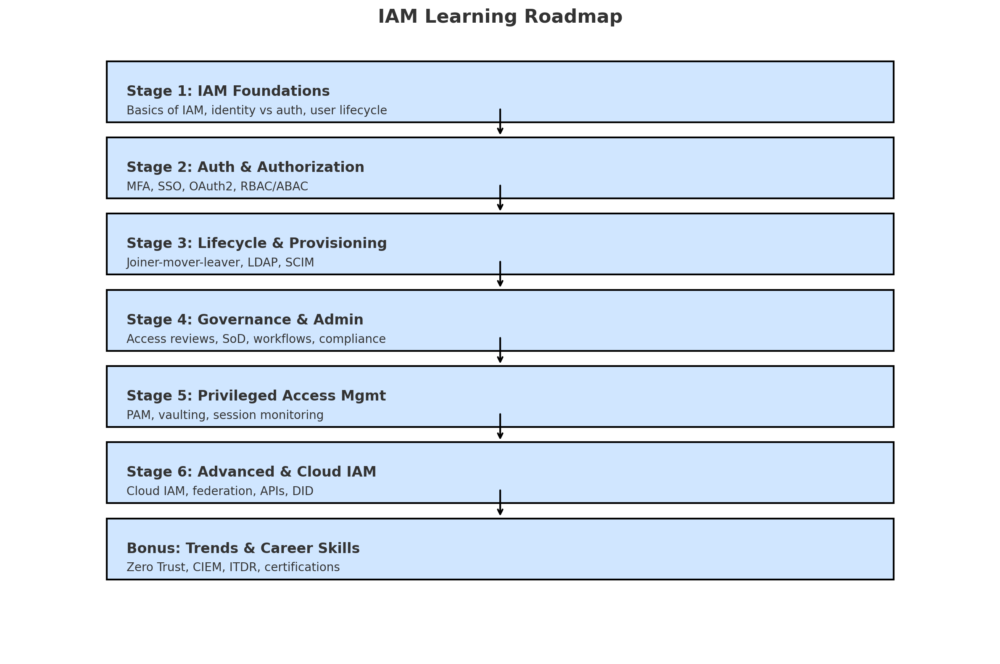 IAM Learning Roadmap
Stage 1: IAM Foundations
Basics of IAM, identity vs auth, user lifecycle
Stage 2: Auth & Authorization
MFA, SSO, OAuth2, RBAC/ABAC
Stage 3: Lifecycle & Provisioning
Joiner-mover-leaver, LDAP, SCIM
Stage 4: Governance & Admin
Access reviews, SoD, workflows, compliance
Stage 5: Privileged Access Mgmt
PAM, vaulting, session monitoring
Stage 6: Advanced & Cloud IAM
Cloud IAM, federation, APIs, DID
Bonus: Trends & Career Skills
Zero Trust, CIEM, ITDR, certifications